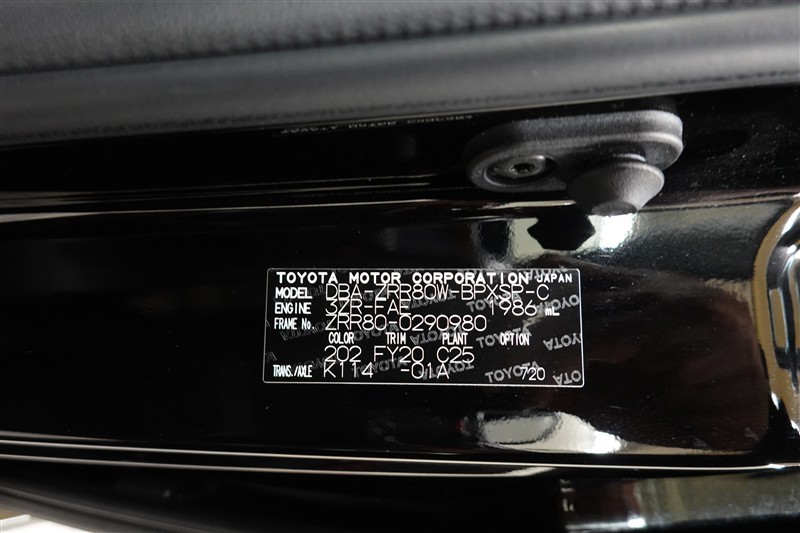 TOYOTA MOTOR CORPORATION JAPAN
MODEL DBA-ZRR80W-BPXSP-C
ENGINE 3ZR-FAE 1986 mL
FRAME No. ZRR80-0290980
COLOR TRIM PLANT OPTION
202 FY20 C25
TRANS./AXLE K114 -01A 720